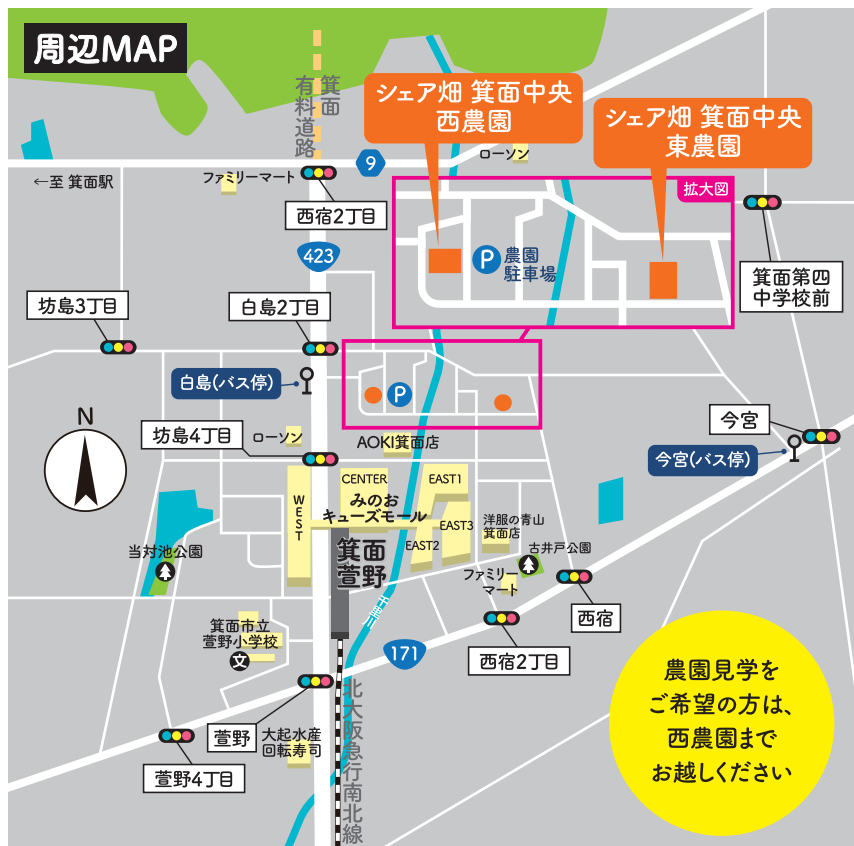 周辺MAP
箕面
有料道路
シェア畑 箕面中央
西農園
シェア畑 箕面中央
東農園
ローソン
9
←至 箕面駅
ファミリーマート
西宿2丁目
拡大図
423
P
農園
駐車場
箕面第四
中学校前
坊島3丁目
白島2丁目
白島(バス停)
P
N
坊島4丁目
ローソン
AOKI箕面店
今宮
今宮(バス停)
WEST
CENTER
EAST1
みのお
キューズモール
EAST3
EAST2
洋服の青山
箕面店
箕面
萱野
当対池公園
古井戸公園
ファミリー
マート
西宿
千里川
箕面市立
萱野小学校
文
171
西宿2丁目
萱野
大起水産
回転寿司
萱野4丁目
北大阪急行南北線
農園見学を
ご希望の方は、
西農園まで
お越しください